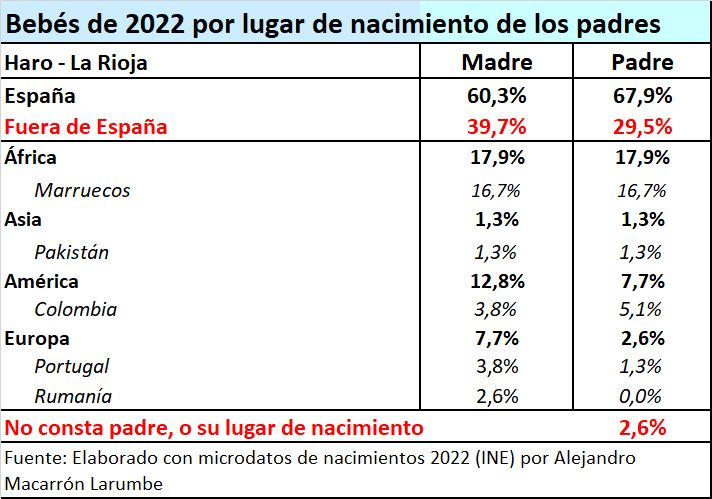 Bebés de 2022 por lugar de nacimiento de los padres
Haro - La Rioja Madre Padre
España 60,3% 67,9%
Fuera de España 39,7% 29,5%
África 17,9% 17,9%
Marruecos 16,7% 16,7%
Asia 1,3% 1,3%
Pakistán 1,3% 1,3%
América 12,8% 7,7%
Colombia 3,8% 5,1%
Europa 7,7% 2,6%
Portugal 3,8% 1,3%
Rumanía 2,6% 0,0%
No consta padre, o su lugar de nacimiento 2,6%
Fuente: Elaborado con microdatos de nacimientos 2022 (INE) por Alejandro
Macarrón Larumbe